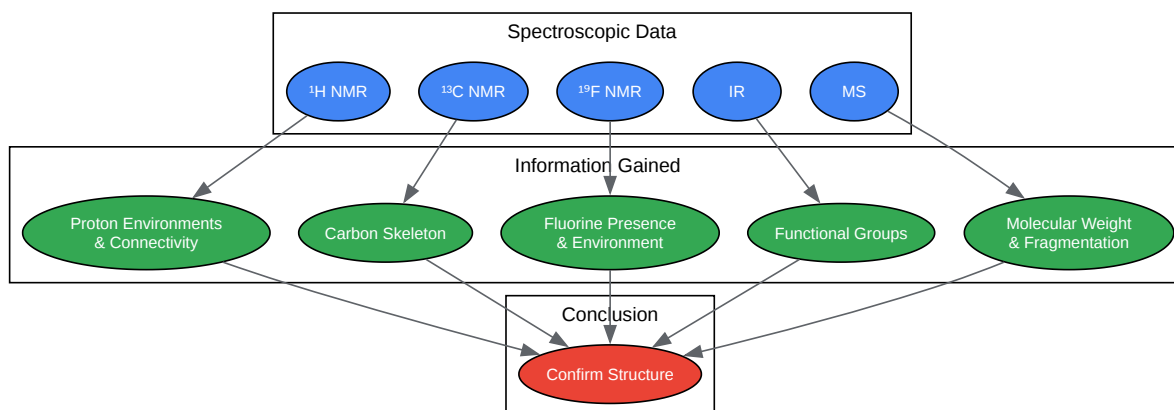 Spectroscopic Data
¹H NMR
¹³C NMR
¹⁹F NMR
IR
MS
Information Gained
Proton Environments
& Connectivity
Carbon Skeleton
Fluorine Presence
& Environment
Functional Groups
Molecular Weight
& Fragmentation
Conclusion
Confirm Structure